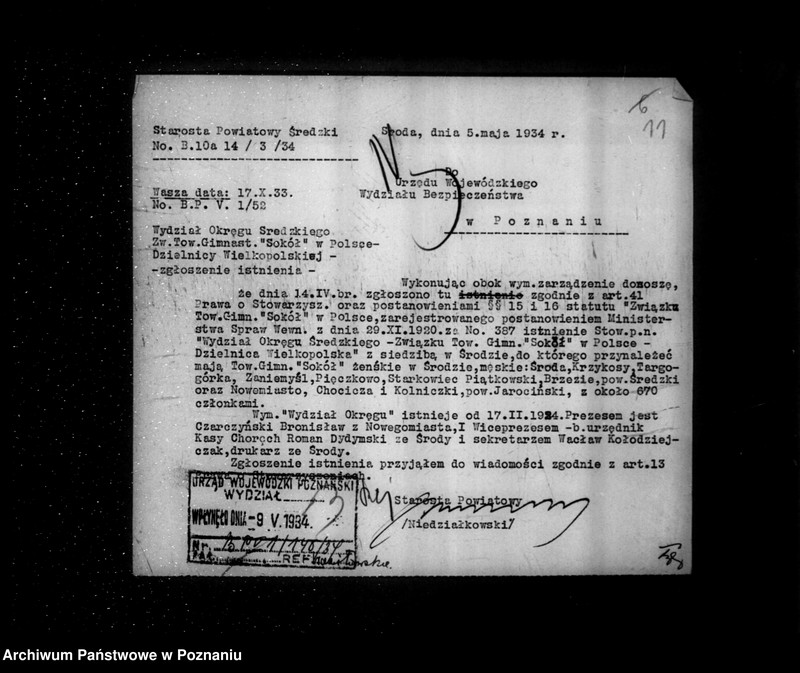 6
11
Starosta Powiatowy Średzki
No. B.10a 14 / 3 /34
Środa, dnia 5.maja 1934 r.
Do
Urzędu Wojewódzkiego
Wydziału Bezpieczeństwa
w Poznaniu
Wasza data: 17.X.33.
No. B.P. V. 1/52
Wydział Okręgu Sredzkiego
Zw.Tow.Gimnast."Sokół" w Polsce-
Dzielnicy Wielkopolskiej -
-zgłoszenie istnienia -
Wykonując obok wym.zarządzenie donoszę,
że dnia 14.IV.br. zgłoszono tu istnienie zgodnie z art.41
Prawa o Stowarzysz. oraz postanowieniami §§ 15 i 16 statutu "Związku
Tow.Gimn."Sokół" w Polsce,zarejestrowanego postanowieniem Minister-
stwa Spraw Wewn. z dnia 29.XI.1920.za No. 387 istnienie Stow.p.n.
"Wydział Okręgu Średzkiego -Związku Tow. Gimn."Sokół" w Polsce -
Dzielnica Wielkopolska" z siedzibą w Środzie,do którego przynależeć
mają Tow.Gimn."Sokół" żeńskie w Środzie,męskie:Środa,Krzykosy,Targo-
górka, Zaniemyśl,Pięczkowo,Starkowiec Piątkowski,Brzezie,pow.Średzki
oraz Nowemiasto, Chocicza i Kolniczki,pow.Jarociński, z około 670
członkami.
Wym."Wydział Okręgu" istnieje od 17.II.1924.Prezesem jest
Czarczyński Bronisław z Nowegomiasta,I Wiceprezesem -b.urzędnik
Kasy Chorych Roman Dydymski ze Środy i sekretarzem Wacław Kołodziej-
czak,drukarz ze Środy.
Zgłoszenie istnienia przyjąłem do wiadomości zgodnie z art.13
URZĄD WOJEWÓDZKI POZNAŃSKI
WYDZIAŁ
WPŁYNĘŁO DNIA -9 V.1934.
Nr.
REF.
Starosta Powiatowy
/Niedziałkowski/
Archiwum Państwowe w Poznaniu